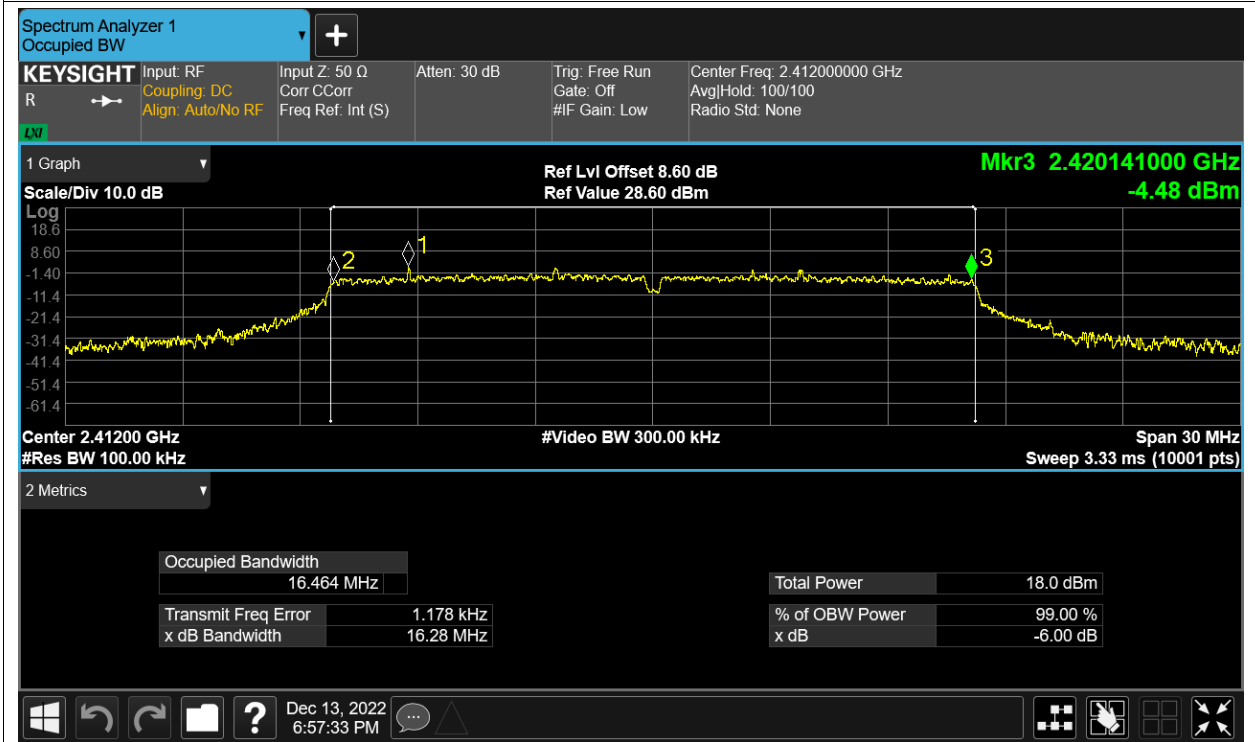 Spectrum Analyzer 1
Occupied BW
KEYSIGHT
R
LXI
Input: RF
Coupling: DC
Align: Auto/No RF
Input Z: 50 Ω
Corr CCorr
Freq Ref: Int (S)
Atten: 30 dB
Trig: Free Run
Gate: Off
#IF Gain: Low
Center Freq: 2.412000000 GHz
Avg|Hold: 100/100
Radio Std: None
1 Graph
Scale/Div 10.0 dB
Ref Lvl Offset 8.60 dB
Ref Value 28.60 dBm
Mkr3 2.420141000 GHz
-4.48 dBm
Log
18.6
8.60
-1.40
-11.4
-21.4
-31.4
-41.4
-51.4
-61.4
2
1
3
Center 2.41200 GHz
#Res BW 100.00 kHz
#Video BW 300.00 kHz
Span 30 MHz
Sweep 3.33 ms (10001 pts)
2 Metrics
Occupied Bandwidth
16.464 MHz
Transmit Freq Error 1.178 kHz
x dB Bandwidth 16.28 MHz
Total Power 18.0 dBm
% of OBW Power 99.00 %
x dB -6.00 dB
?
Dec 13, 2022
6:57:33 PM